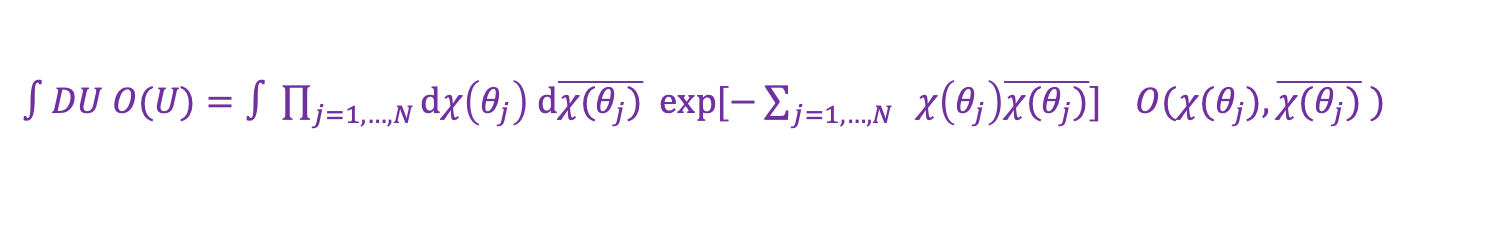 ∫ DU O(U) = ∫ ∏_{j=1,…,N} dχ(θ_j) d\overline{χ(θ_j)} exp[− ∑_{j=1,…,N} χ(θ_j)\overline{χ(θ_j)}] O(χ(θ_j), \overline{χ(θ_j)} )